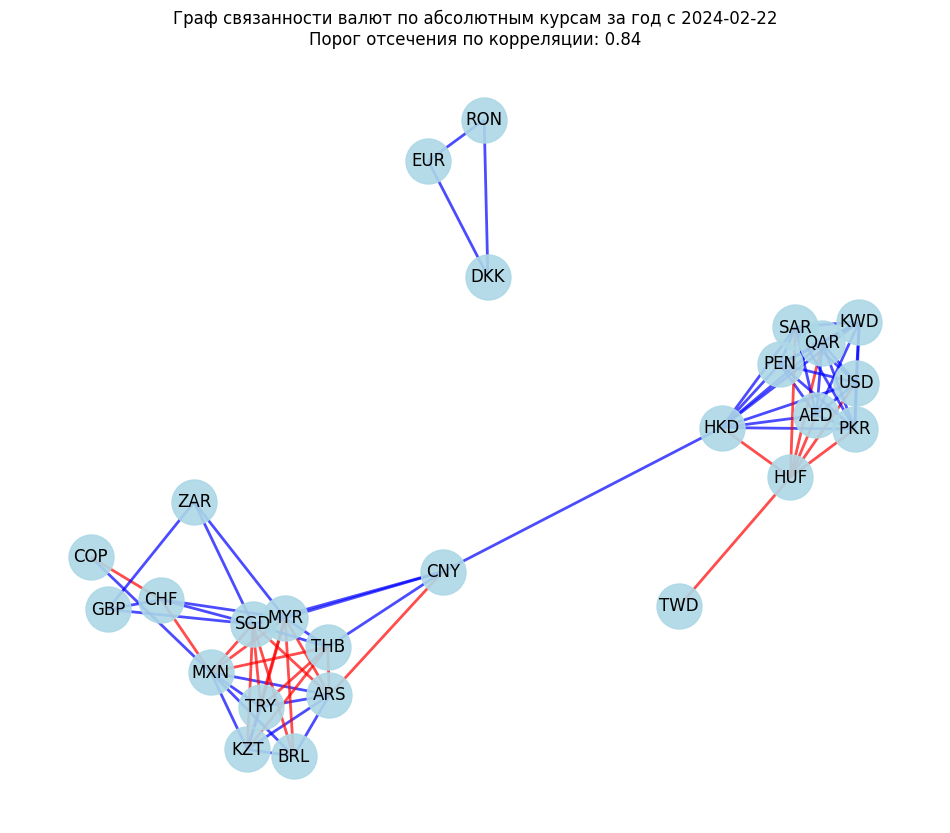 Граф связанности валют по абсолютным курсам за год с 2024-02-22
Порог отсечения по корреляции: 0.84
RON
EUR
DKK
SAR
KWD
QAR
PEN
USD
AED
HKD
PKR
HUF
ZAR
COP
CNY
CHF
GBP
TWD
SGD
MYR
THB
MXN
ARS
TRY
KZT
BRL